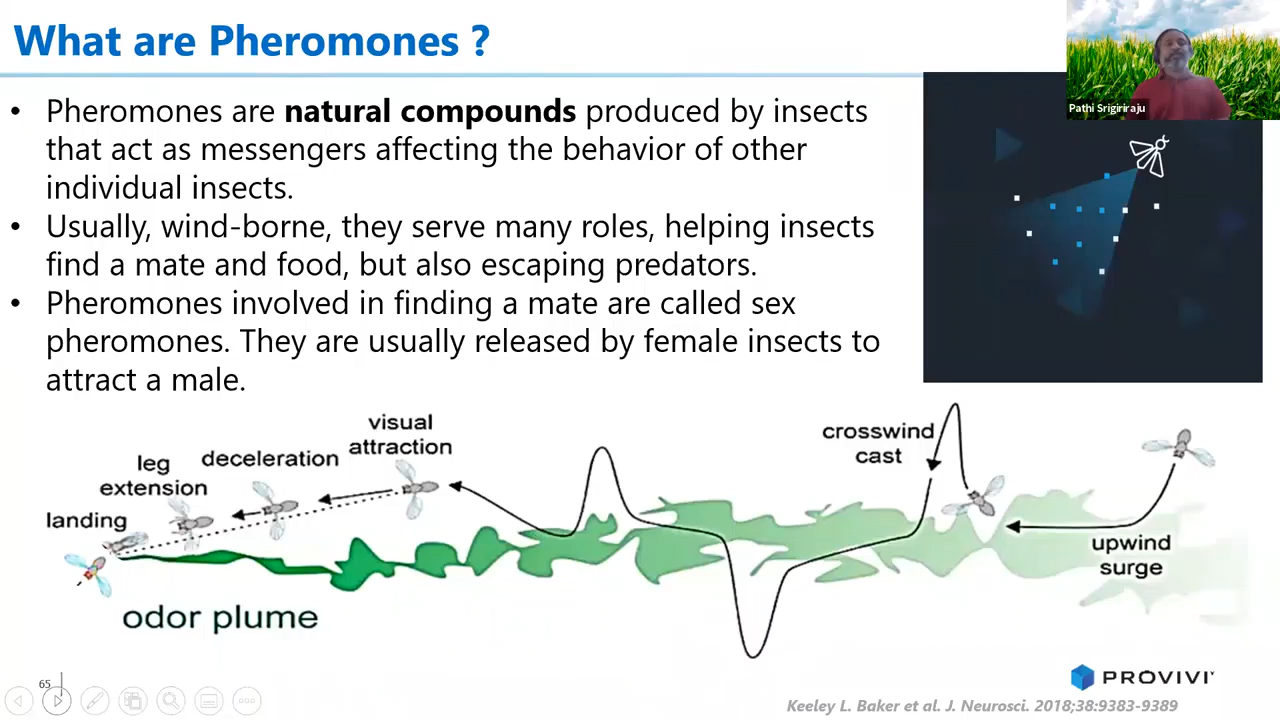 What are Pheromones ?
Pathi Srigiriraju
• Pheromones are natural compounds produced by insects
that act as messengers affecting the behavior of other
individual insects.
• Usually, wind-borne, they serve many roles, helping insects
find a mate and food, but also escaping predators.
• Pheromones involved in finding a mate are called sex
pheromones. They are usually released by female insects to
attract a male.
visual
attraction
deceleration
leg
extension
landing
crosswind
cast
upwind
surge
odor plume
65
PROVIVI
Keeley L. Baker et al. J. Neurosci. 2018;38:9383-9389